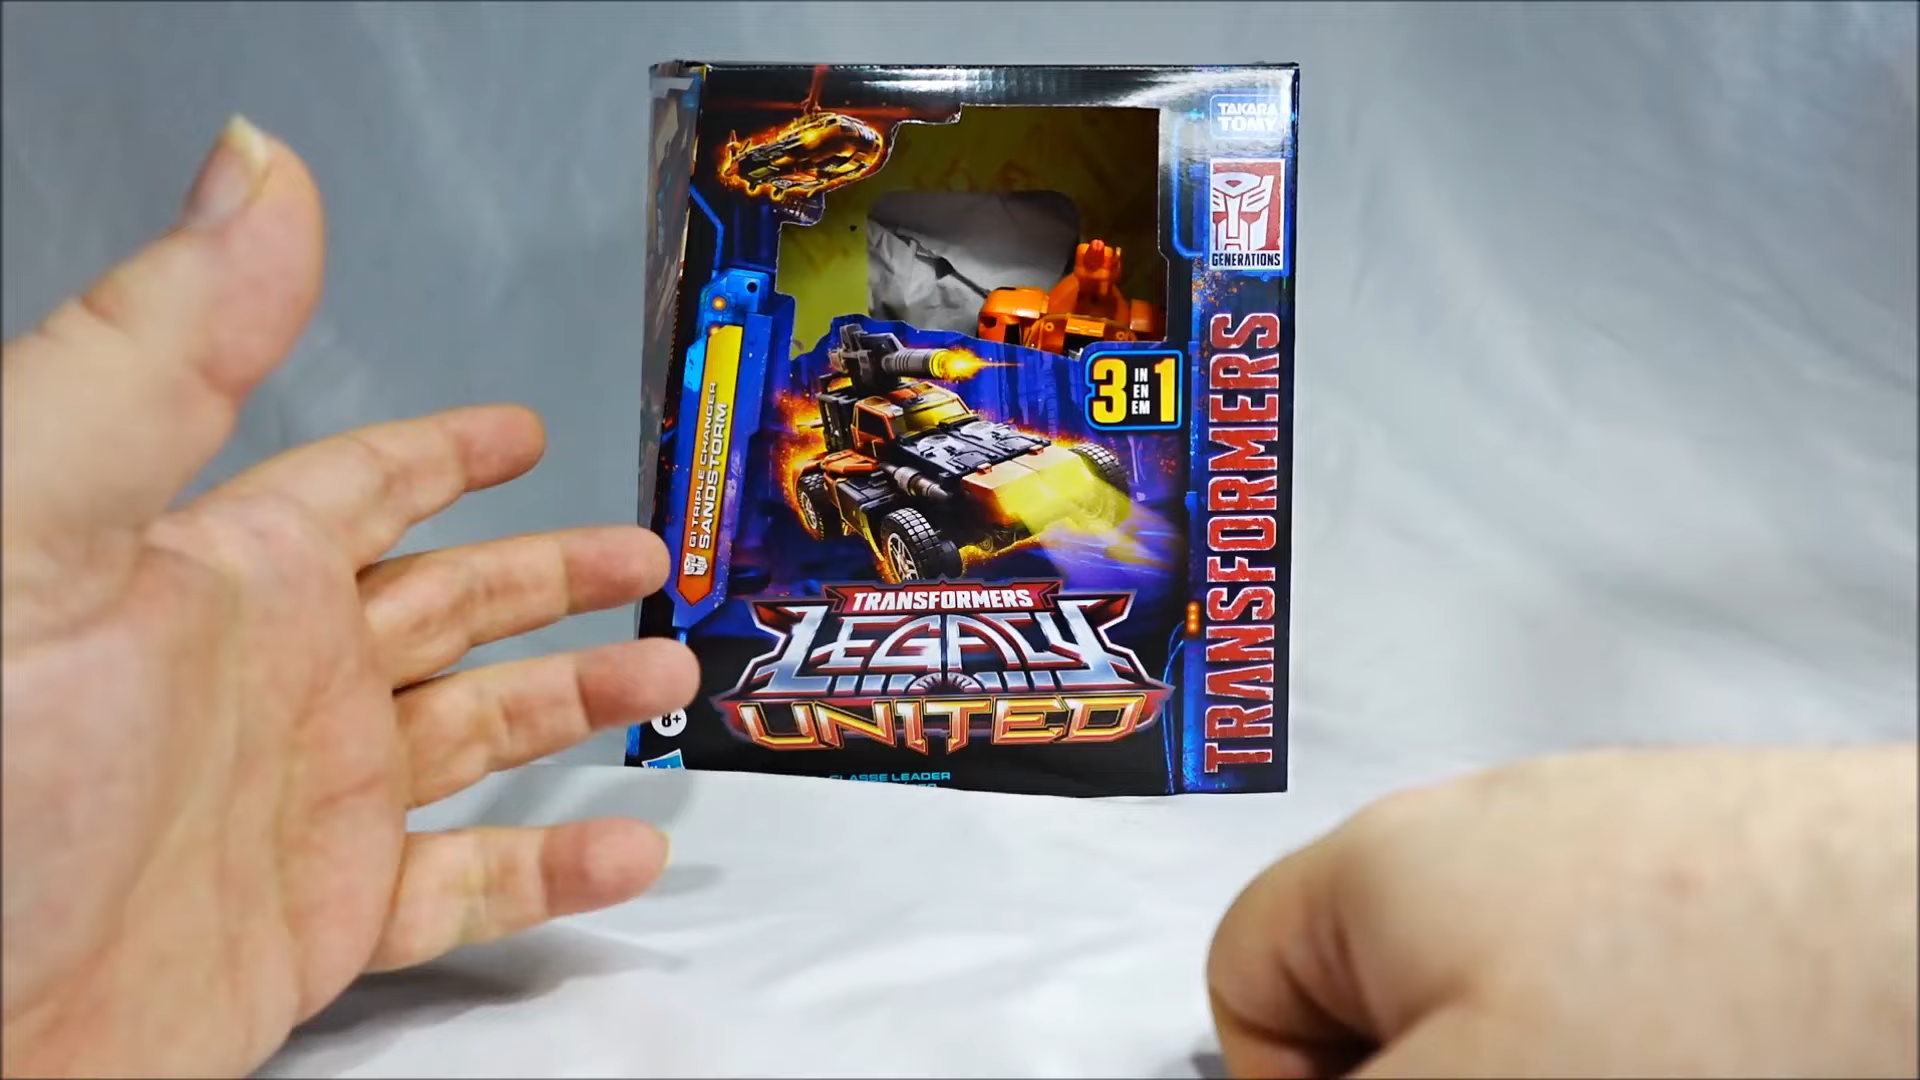 TAKARA
TOMY
GENERATIONS
TRANSFORMERS
3 IN EN EM 1
G1 TRIPLE CHANGER
SANDSTORM
TRANSFORMERS
LEGACY
UNITED
8+
CLASSE LEADER